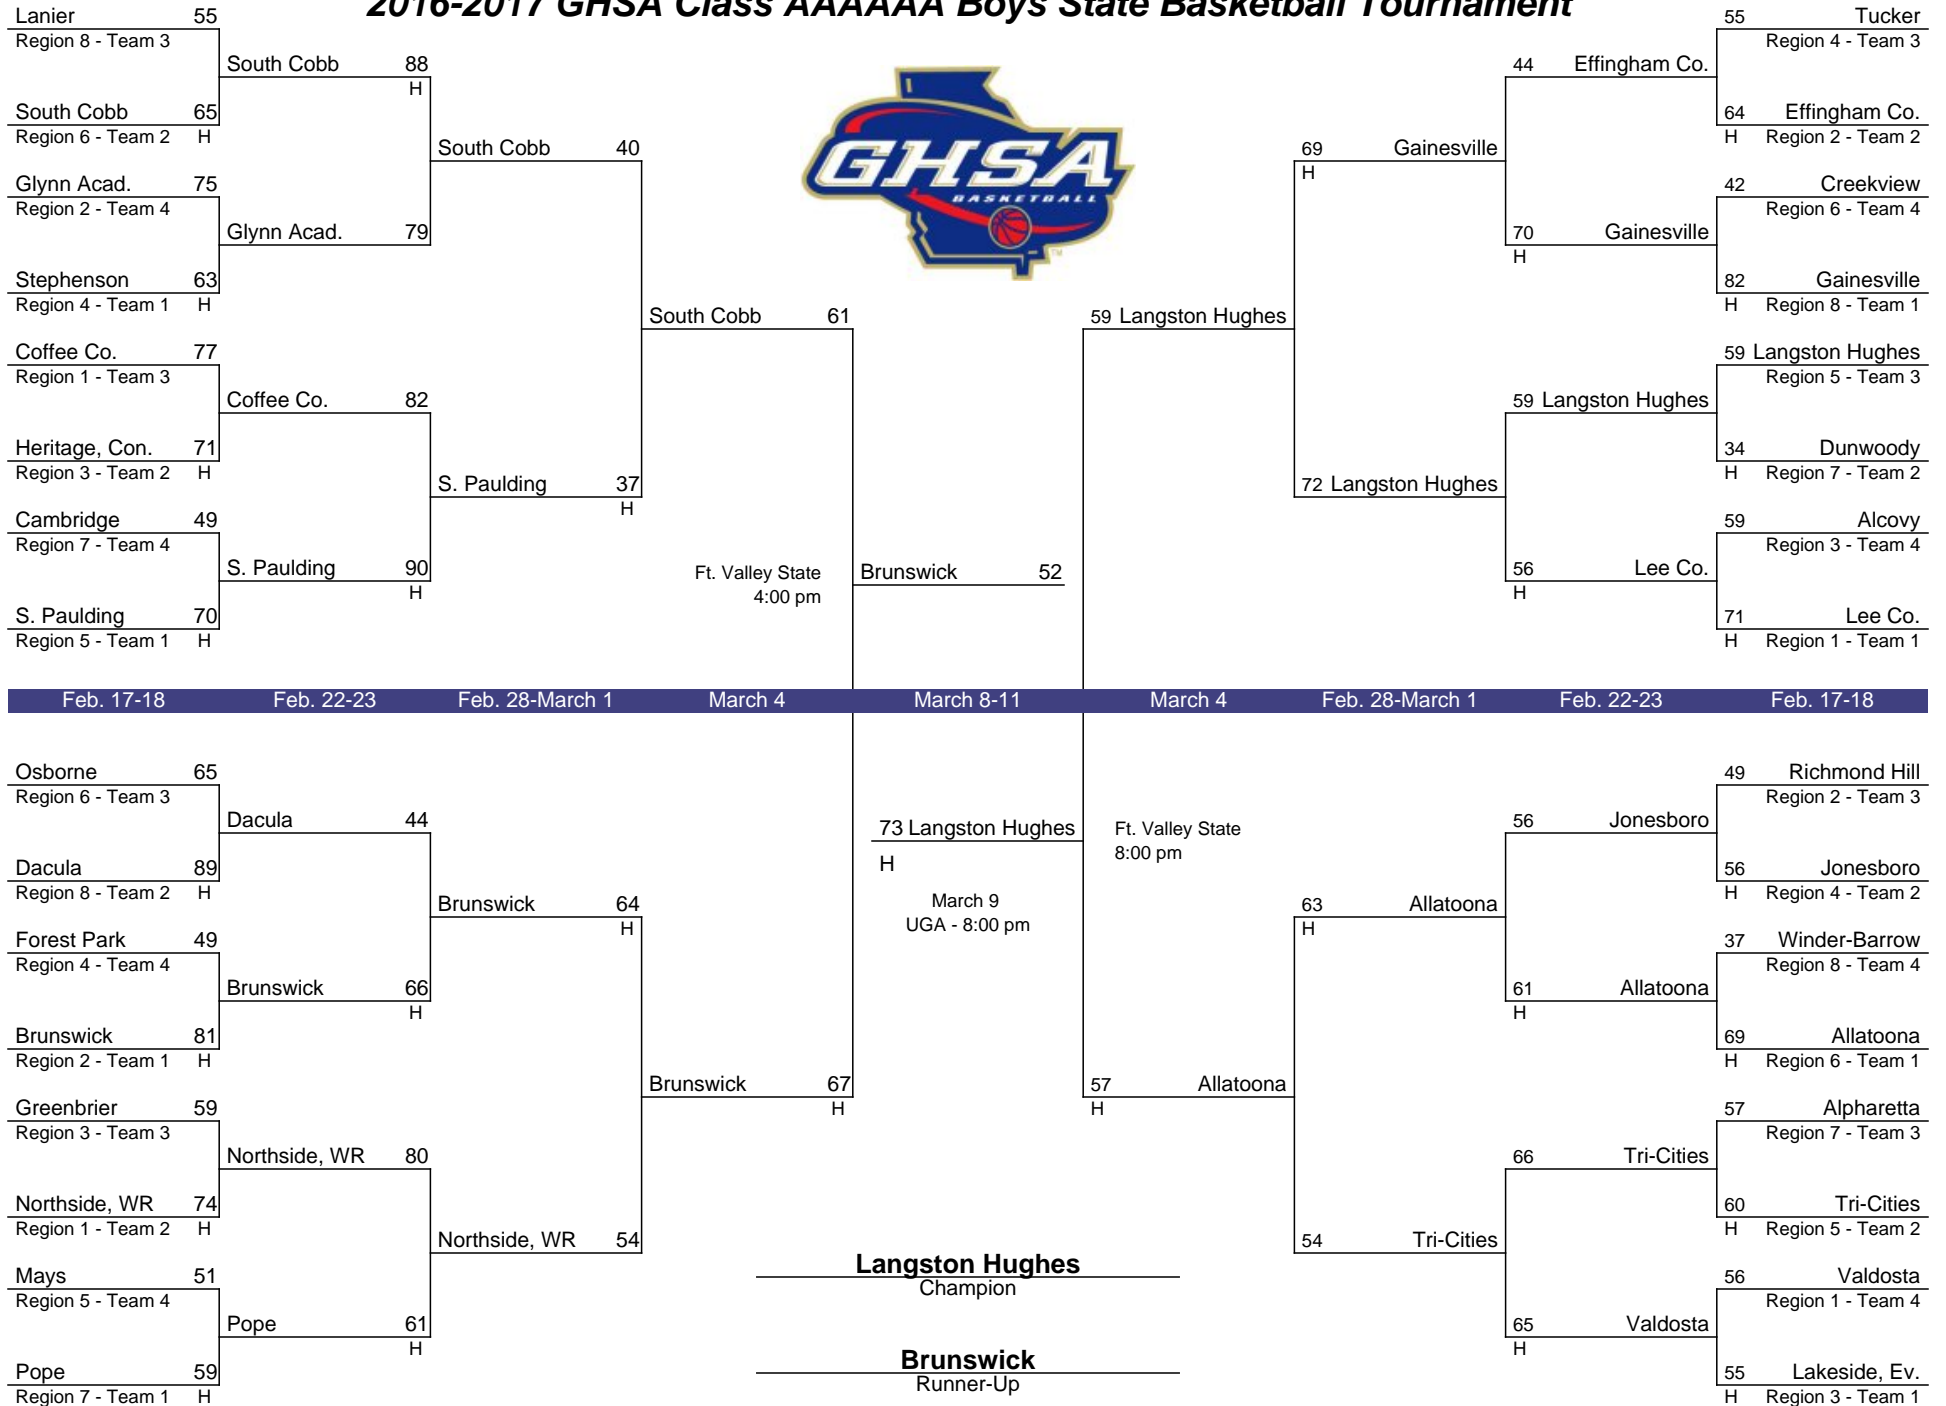 2016-2017 GHSA Class AAAAAA Boys State Basketball Tournament
GHSA
BASKETBALL
TM
Lanier 55
Region 8 - Team 3
South Cobb 88
H
South Cobb 65
Region 6 - Team 2 H
South Cobb 40
Glynn Acad. 75
Region 2 - Team 4
Glynn Acad. 79
Stephenson 63
Region 4 - Team 1 H
South Cobb 61
Coffee Co. 77
Region 1 - Team 3
Coffee Co. 82
Heritage, Con. 71
Region 3 - Team 2 H
S. Paulding 37
H
Cambridge 49
Region 7 - Team 4
S. Paulding 90
H
S. Paulding 70
Region 5 - Team 1 H
Ft. Valley State
4:00 pm
Brunswick 52
55 Tucker
Region 4 - Team 3
44 Effingham Co.
64 Effingham Co.
H Region 2 - Team 2
69 Gainesville
H
42 Creekview
Region 6 - Team 4
70 Gainesville
H
82 Gainesville
H Region 8 - Team 1
59 Langston Hughes
59 Langston Hughes
Region 5 - Team 3
59 Langston Hughes
34 Dunwoody
H Region 7 - Team 2
72 Langston Hughes
59 Alcovy
Region 3 - Team 4
56 Lee Co.
H
71 Lee Co.
H Region 1 - Team 1
Feb. 17-18 Feb. 22-23 Feb. 28-March 1 March 4 March 8-11 March 4 Feb. 28-March 1 Feb. 22-23 Feb. 17-18
Osborne 65
Region 6 - Team 3
Dacula 44
Dacula 89
Region 8 - Team 2 H
Brunswick 64
H
Forest Park 49
Region 4 - Team 4
Brunswick 66
H
Brunswick 81
Region 2 - Team 1 H
Brunswick 67
H
Greenbrier 59
Region 3 - Team 3
Northside, WR 80
Northside, WR 74
Region 1 - Team 2 H
Northside, WR 54
Mays 51
Region 5 - Team 4
Pope 61
H
Pope 59
Region 7 - Team 1 H
73 Langston Hughes
H
March 9
UGA - 8:00 pm
Ft. Valley State
8:00 pm
49 Richmond Hill
Region 2 - Team 3
56 Jonesboro
56 Jonesboro
H Region 4 - Team 2
63 Allatoona
H
37 Winder-Barrow
Region 8 - Team 4
61 Allatoona
H
69 Allatoona
H Region 6 - Team 1
57 Allatoona
H
57 Alpharetta
Region 7 - Team 3
66 Tri-Cities
60 Tri-Cities
H Region 5 - Team 2
54 Tri-Cities
56 Valdosta
Region 1 - Team 4
65 Valdosta
H
55 Lakeside, Ev.
H Region 3 - Team 1
Langston Hughes
Champion
Brunswick
Runner-Up